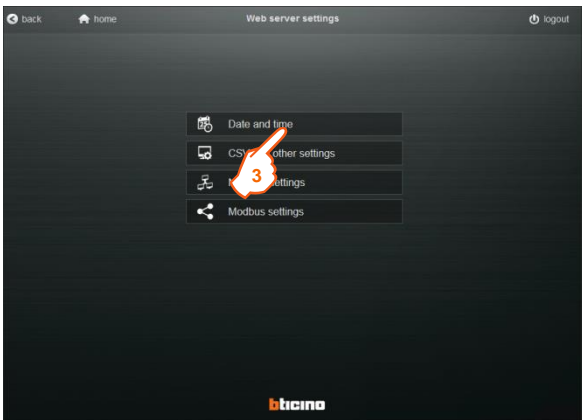 back home Web server settings logout
Date and time
CSV other settings
3 ettings
Modbus settings
bticino